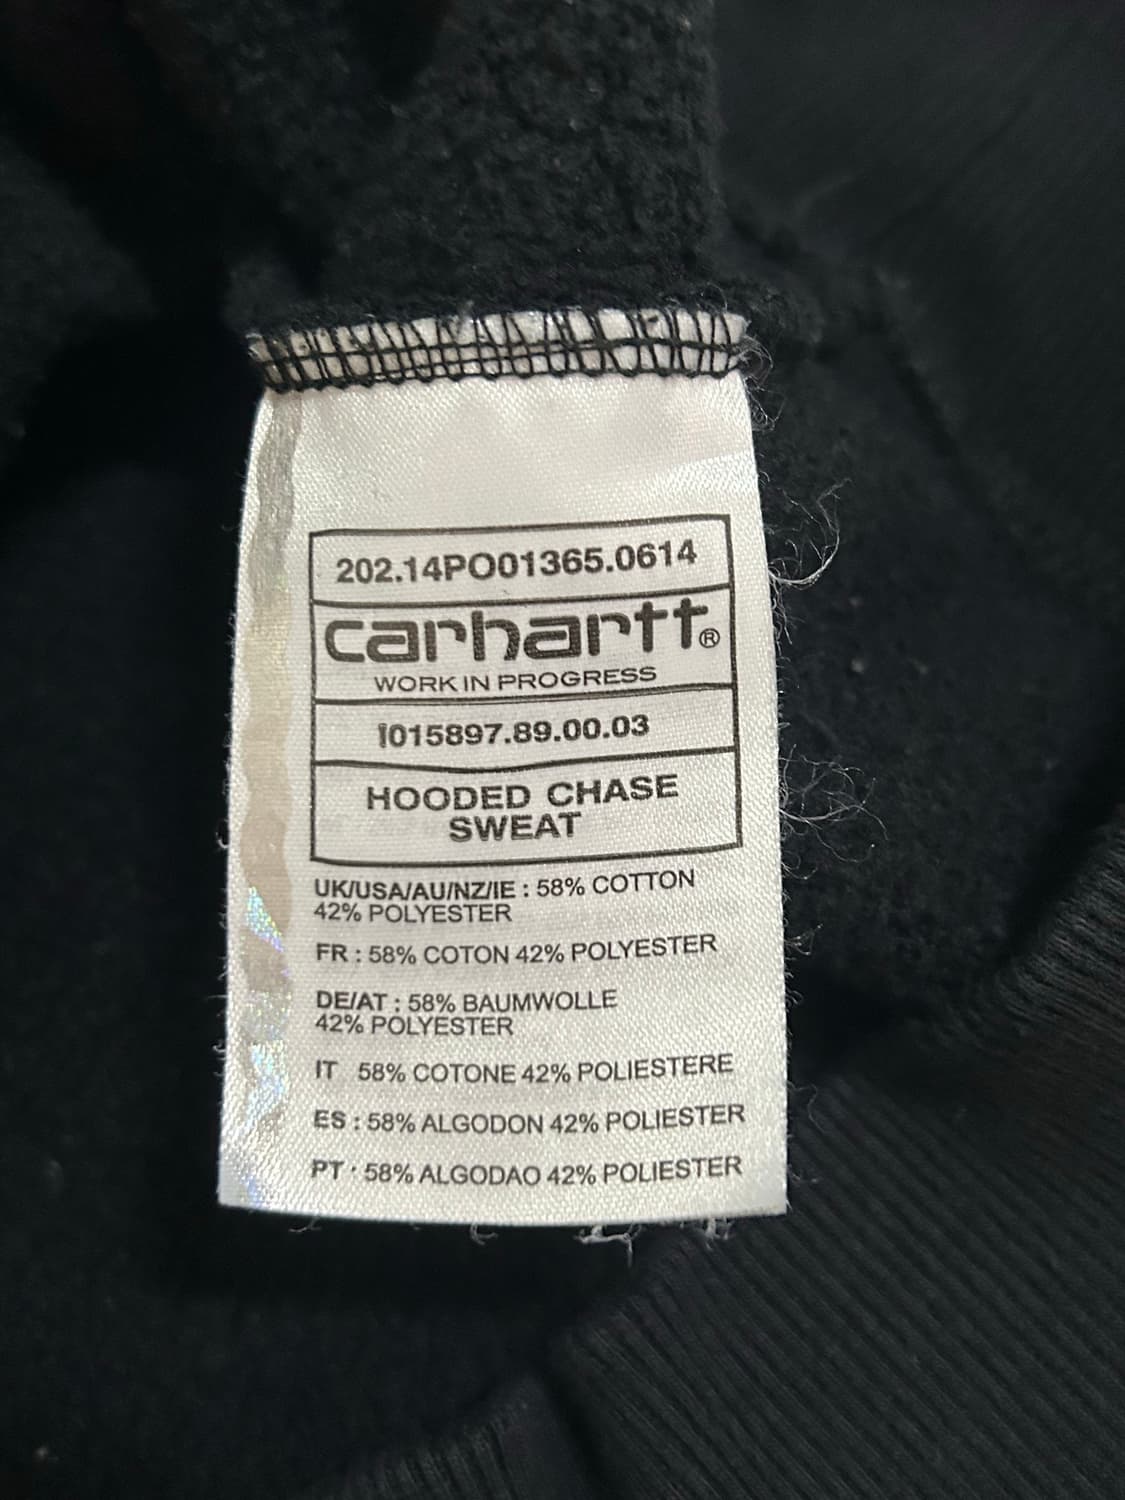 202.14PO01365.0614
carhartt®
WORK IN PROGRESS
I015897.89.00.03
HOODED CHASE
SWEAT
UK/USA/AU/NZ/IE : 58% COTTON
42% POLYESTER
FR : 58% COTON 42% POLYESTER
DE/AT : 58% BAUMWOLLE
42% POLYESTER
IT 58% COTONE 42% POLIESTERE
ES : 58% ALGODON 42% POLIESTER
PT : 58% ALGODAO 42% POLIESTER